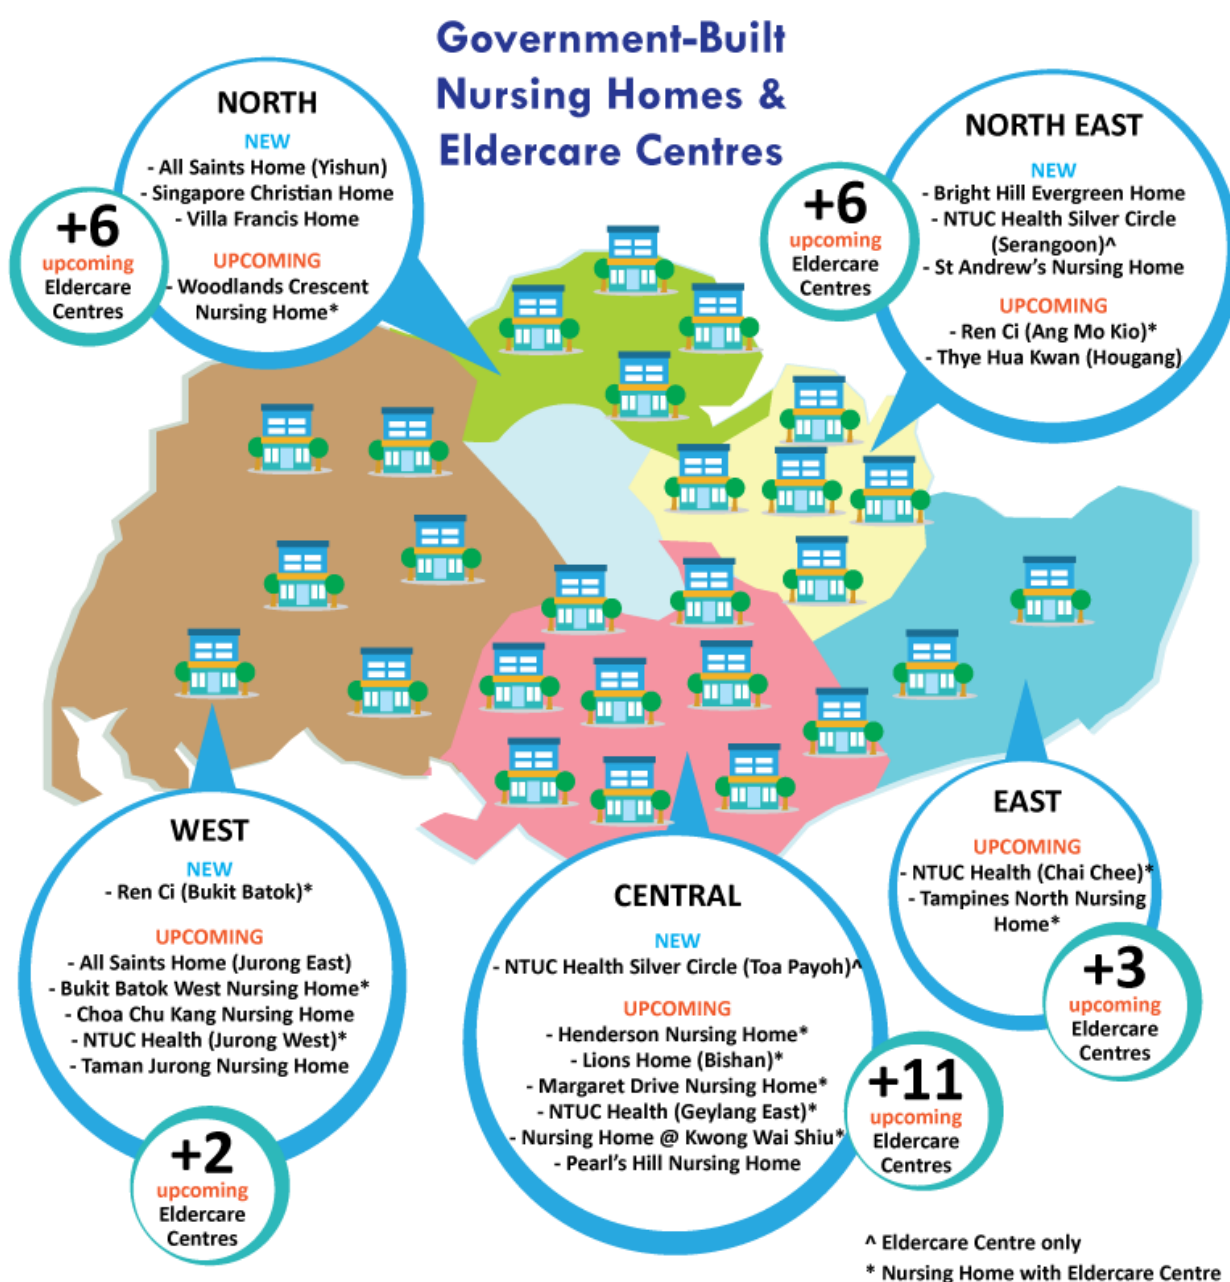 Government-Built
Nursing Homes &
Eldercare Centres
NORTH
NEW
- All Saints Home (Yishun)
- Singapore Christian Home
- Villa Francis Home
UPCOMING
- Woodlands Crescent
Nursing Home*
+6
upcoming
Eldercare
Centres
NORTH EAST
NEW
- Bright Hill Evergreen Home
- NTUC Health Silver Circle
(Serangoon)^
- St Andrew's Nursing Home
UPCOMING
- Ren Ci (Ang Mo Kio)*
- Thye Hua Kwan (Hougang)
+6
upcoming
Eldercare
Centres
WEST
NEW
- Ren Ci (Bukit Batok)*
UPCOMING
- All Saints Home (Jurong East)
- Bukit Batok West Nursing Home*
- Choa Chu Kang Nursing Home
- NTUC Health (Jurong West)*
- Taman Jurong Nursing Home
+2
upcoming
Eldercare
Centres
CENTRAL
NEW
- NTUC Health Silver Circle (Toa Payoh)^
UPCOMING
- Henderson Nursing Home*
- Lions Home (Bishan)*
- Margaret Drive Nursing Home*
- NTUC Health (Geylang East)*
- Nursing Home @ Kwong Wai Shiu*
- Pearl's Hill Nursing Home
+11
upcoming
Eldercare
Centres
EAST
UPCOMING
- NTUC Health (Chai Chee)*
- Tampines North Nursing
Home*
+3
upcoming
Eldercare
Centres
^ Eldercare Centre only
* Nursing Home with Eldercare Centre